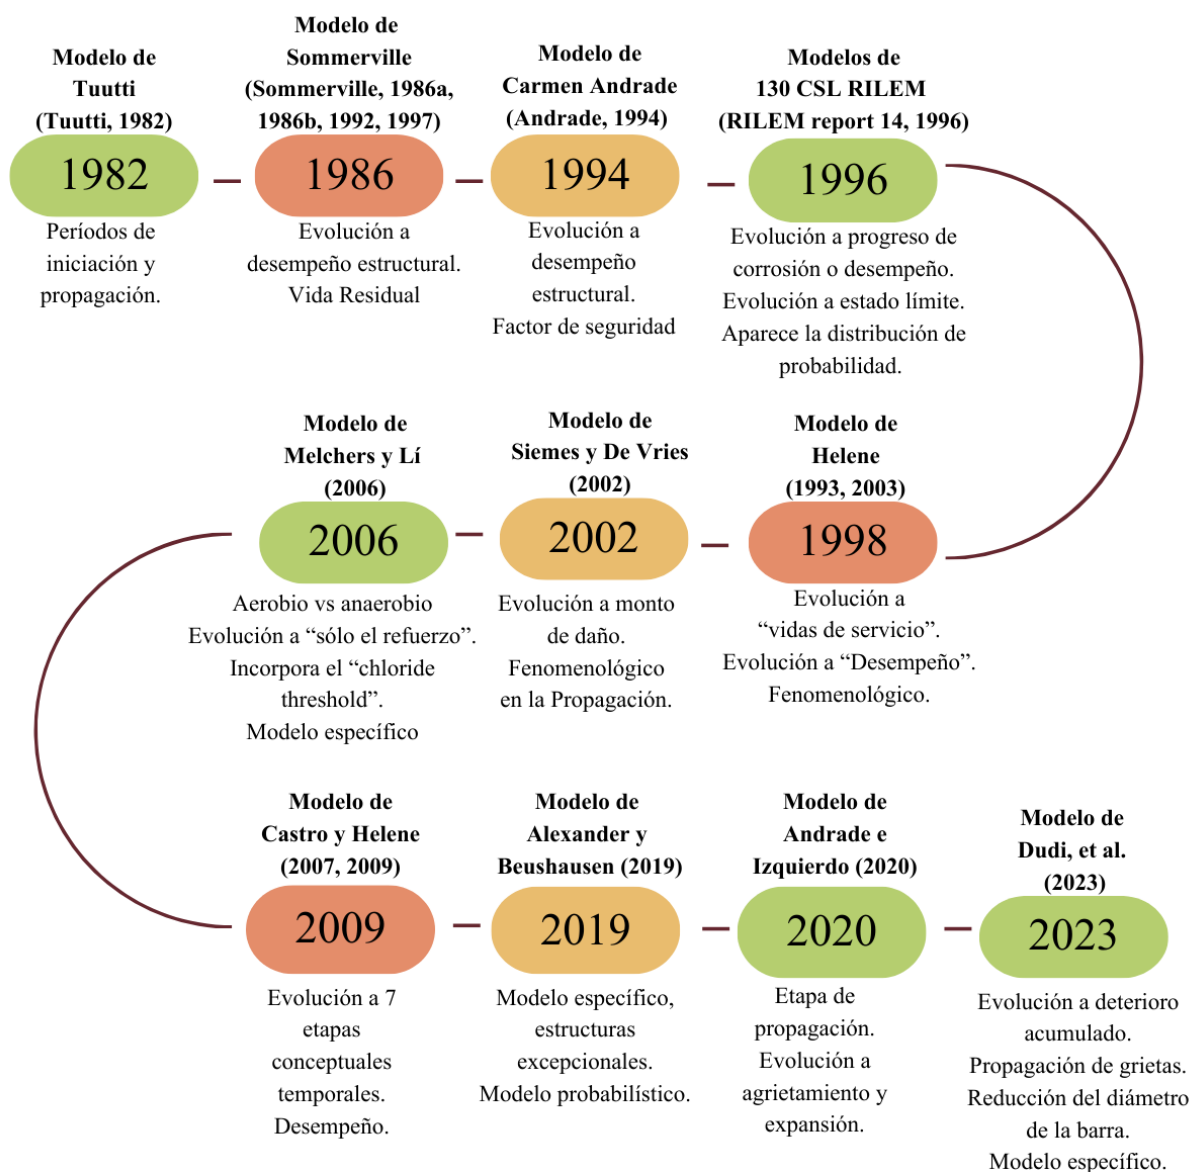 Modelo de
Tuutti
(Tuutti, 1982)
1982
Períodos de
iniciación y
propagación.
Modelo de
Sommerville
(Sommerville, 1986a,
1986b, 1992, 1997)
1986
Evolución a
desempeño estructural.
Vida Residual
Modelo de
Carmen Andrade
(Andrade, 1994)
1994
Evolución a
desempeño
estructural.
Factor de seguridad
Modelos de
130 CSL RILEM
(RILEM report 14, 1996)
1996
Evolución a progreso de
corrosión o desempeño.
Evolución a estado límite.
Aparece la distribución de
probabilidad.
Modelo de
Helene
(1993, 2003)
1998
Evolución a
“vidas de servicio”.
Evolución a “Desempeño”.
Fenomenológico.
Modelo de
Siemes y De Vries
(2002)
2002
Evolución a monto
de daño.
Fenomenológico
en la Propagación.
Modelo de
Melchers y Lí
(2006)
2006
Aerobio vs anaerobio
Evolución a “sólo el refuerzo”.
Incorpora el “chloride
threshold”.
Modelo específico
Modelo de
Castro y Helene
(2007, 2009)
2009
Evolución a 7
etapas
conceptuales
temporales.
Desempeño.
Modelo de
Alexander y
Beushausen (2019)
2019
Modelo específico,
estructuras
excepcionales.
Modelo probabilístico.
Modelo de
Andrade e
Izquierdo (2020)
2020
Etapa de
propagación.
Evolución a
agrietamiento y
expansión.
Modelo de
Dudi, et al.
(2023)
2023
Evolución a deterioro
acumulado.
Propagación de grietas.
Reducción del diámetro
de la barra.
Modelo específico.